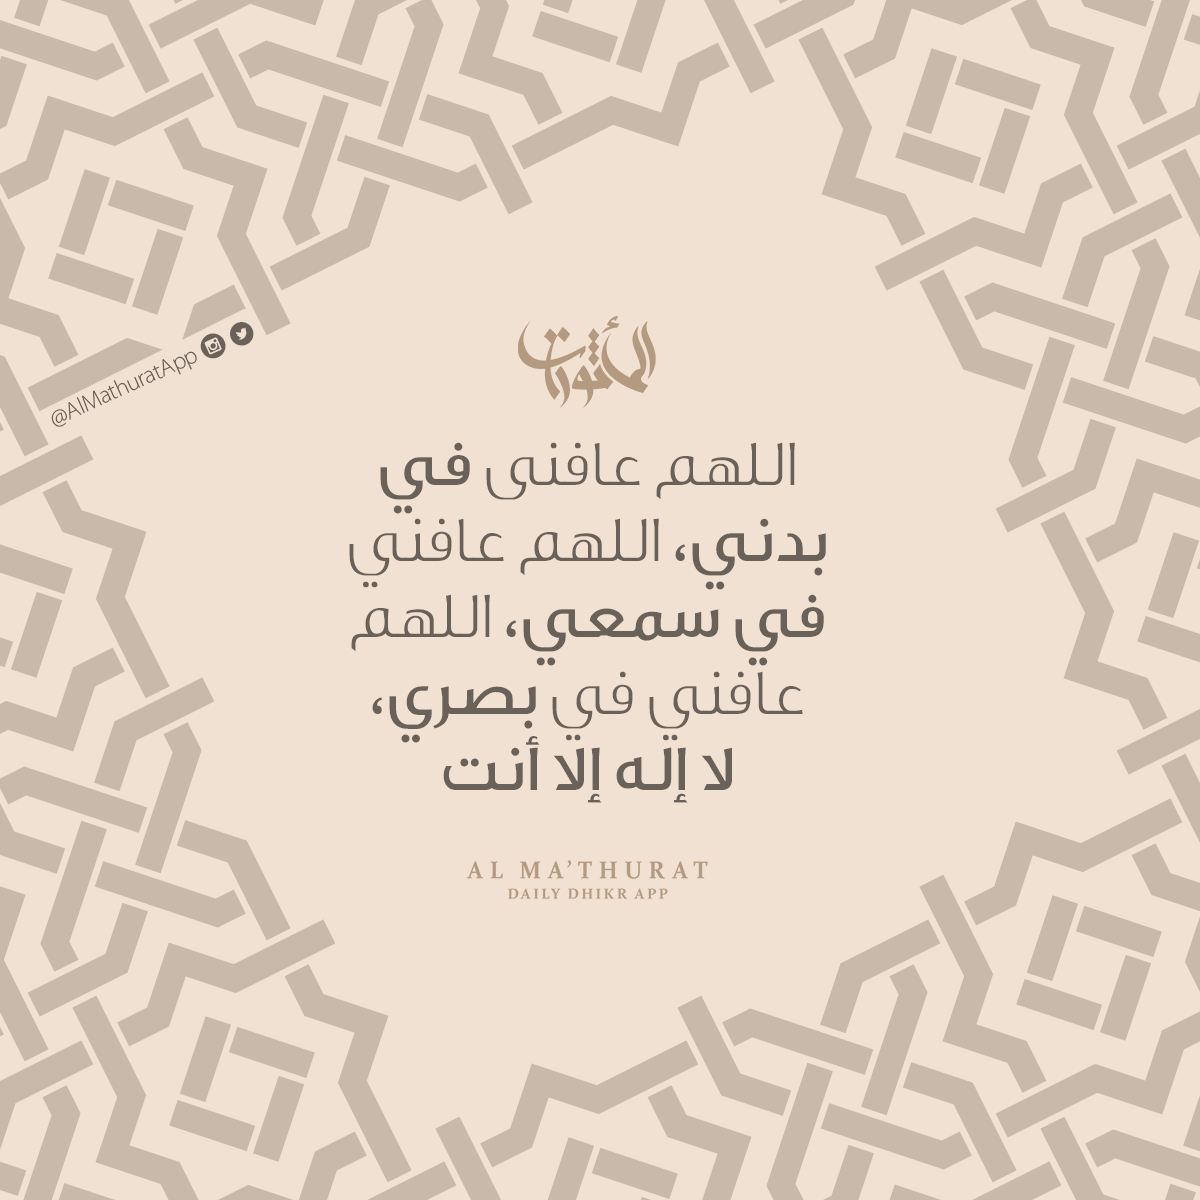 المأثورات
@AlMathuratApp
اللهم عافنى في
بدني، اللهم عافني
في سمعي، اللهم
عافني في بصري،
لا إله إلا أنت
AL MA'THURAT
DAILY DHIKR APP